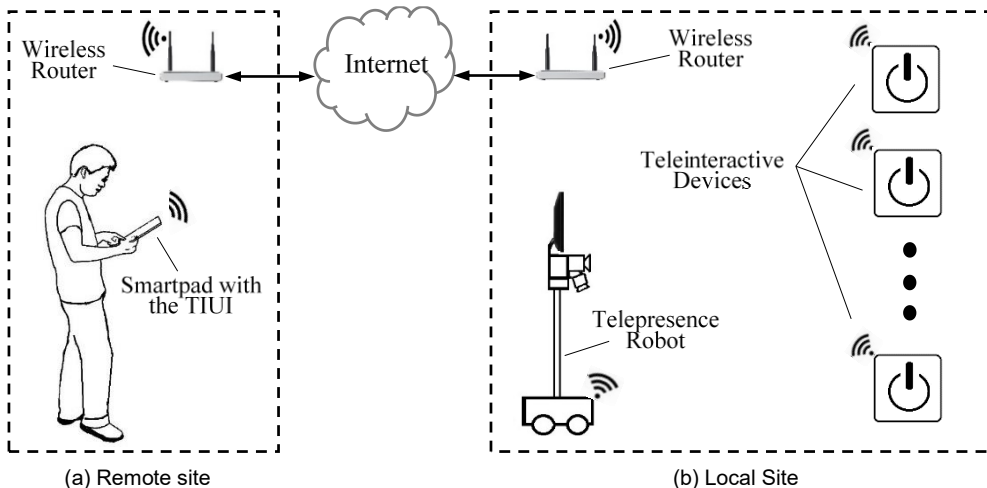 Wireless
Router
Internet
Wireless
Router
Teleinteractive
Devices
Smartpad with
the TIUI
Telepresence
Robot
(a) Remote site
(b) Local Site